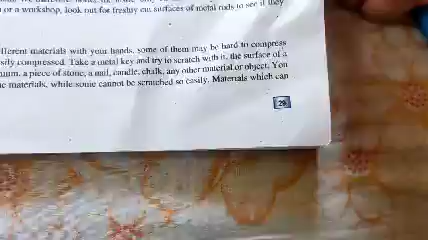 or a workshop, look out for freshly cut surfaces of metal rods to see if they
fferent materials with your hands, some of them may be hard to compress
sily compressed. Take a metal key and try to scratch with it, the surface of a
num, a piece of stone, a nail, candle, chalk, any other material or object. You
e materials, while some cannot be scratched so easily. Materials which can